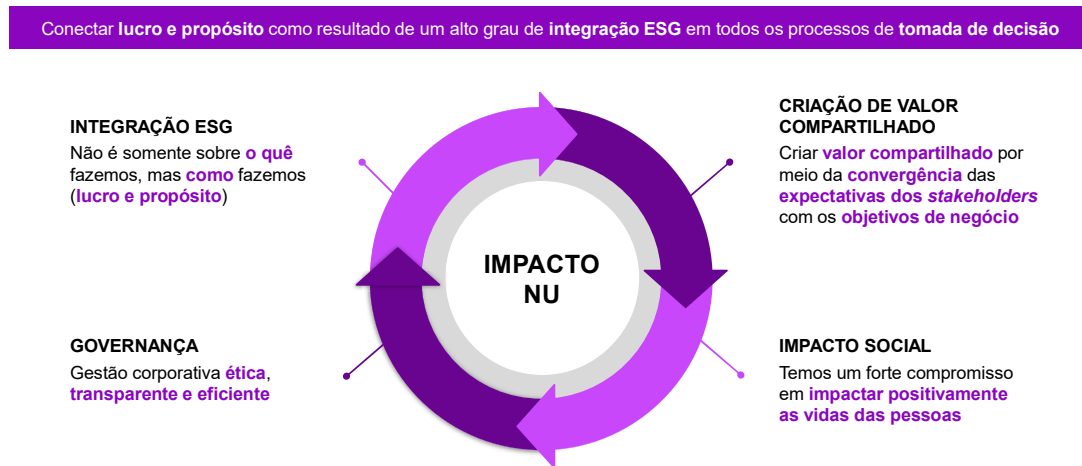 Conectar lucro e propósito como resultado de um alto grau de integração ESG em todos os processos de tomada de decisão
INTEGRAÇÃO ESG
Não é somente sobre o quê
fazemos, mas como fazemos
(lucro e propósito)
CRIAÇÃO DE VALOR
COMPARTILHADO
Criar valor compartilhado por
meio da convergência das
expectativas dos stakeholders
com os objetivos de negócio
IMPACTO
NU
GOVERNANÇA
Gestão corporativa ética,
transparente e eficiente
IMPACTO SOCIAL
Temos um forte compromisso
em impactar positivamente
as vidas das pessoas